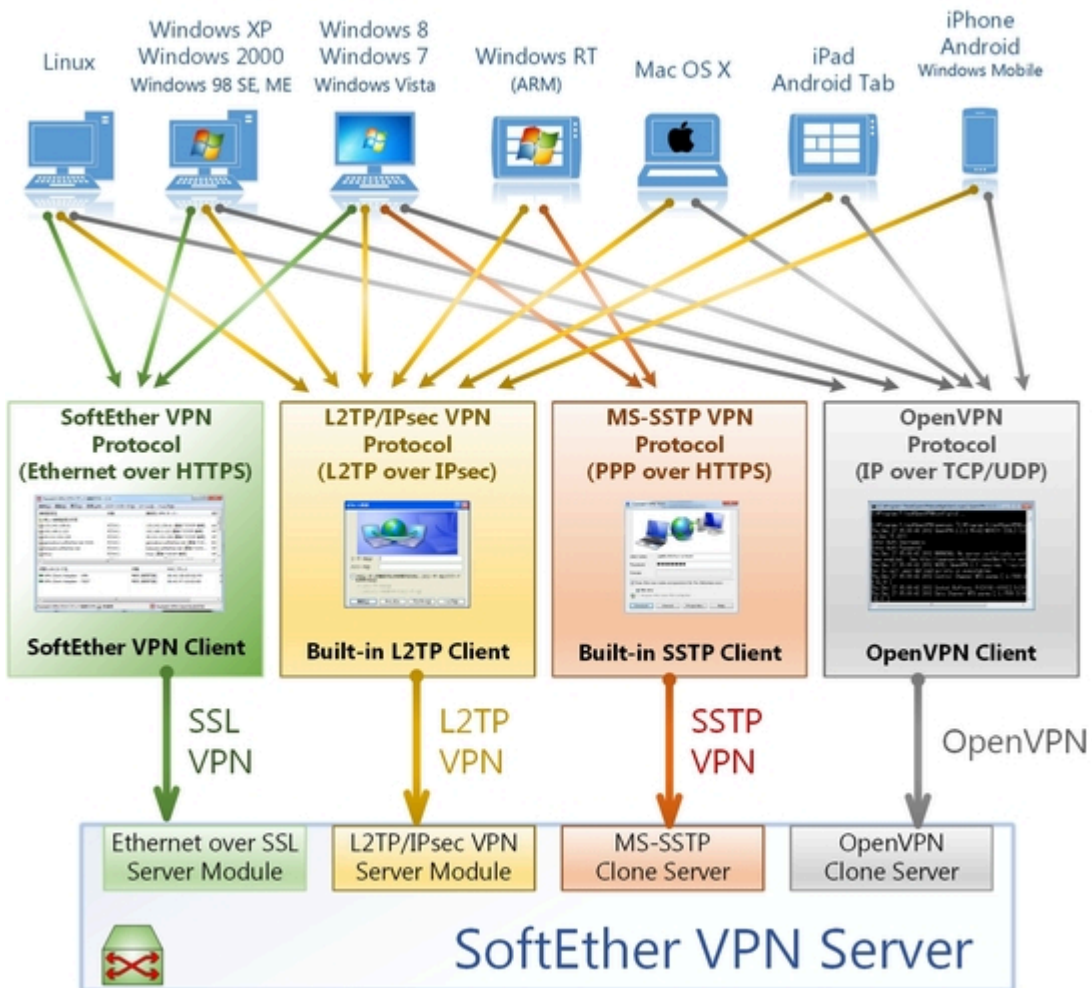 Linux
Windows XP
Windows 2000
Windows 98 SE, ME
Windows 8
Windows 7
Windows Vista
Windows RT
(ARM)
Mac OS X
iPad
Android Tab
iPhone
Android
Windows Mobile
SoftEther VPN
Protocol
(Ethernet over HTTPS)
SoftEther VPN Client
L2TP/IPsec VPN
Protocol
(L2TP over IPsec)
Built-in L2TP Client
MS-SSTP VPN
Protocol
(PPP over HTTPS)
Built-in SSTP Client
OpenVPN
Protocol
(IP over TCP/UDP)
OpenVPN Client
SSL
VPN
L2TP
VPN
SSTP
VPN
OpenVPN
Ethernet over SSL
Server Module
L2TP/IPsec VPN
Server Module
MS-SSTP
Clone Server
OpenVPN
Clone Server
SoftEther VPN Server